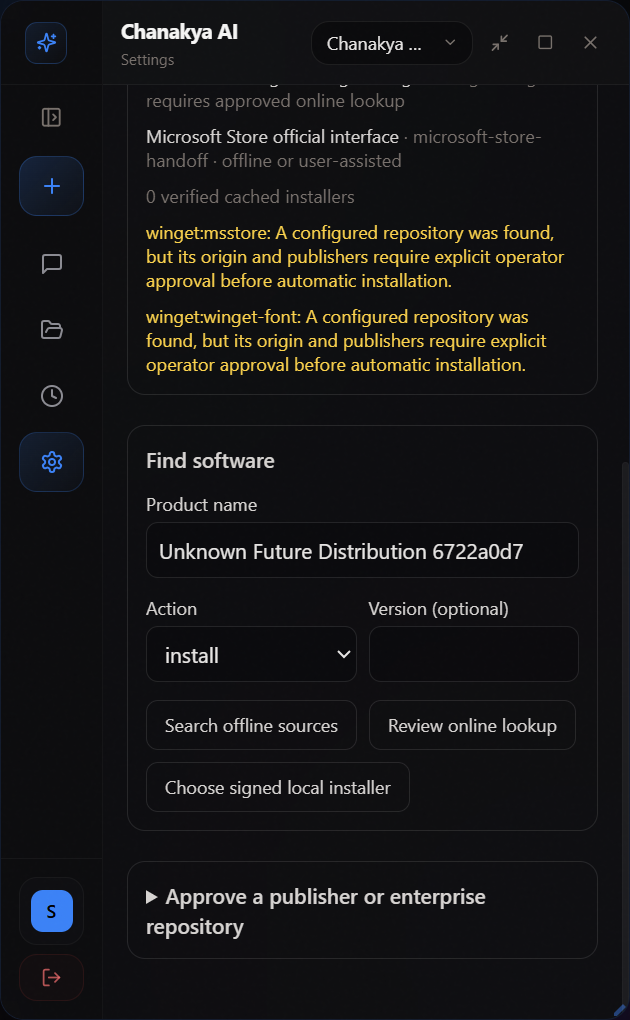 Chanakya AI
Settings
Chanakya ...
requires approved online lookup
Microsoft Store official interface · microsoft-store-
handoff · offline or user-assisted
0 verified cached installers
winget:msstore: A configured repository was found,
but its origin and publishers require explicit operator
approval before automatic installation.
winget:winget-font: A configured repository was
found, but its origin and publishers require explicit
operator approval before automatic installation.
Find software
Product name
Unknown Future Distribution 6722a0d7
Action
Version (optional)
install
Search offline sources
Review online lookup
Choose signed local installer
▶ Approve a publisher or enterprise
repository
S